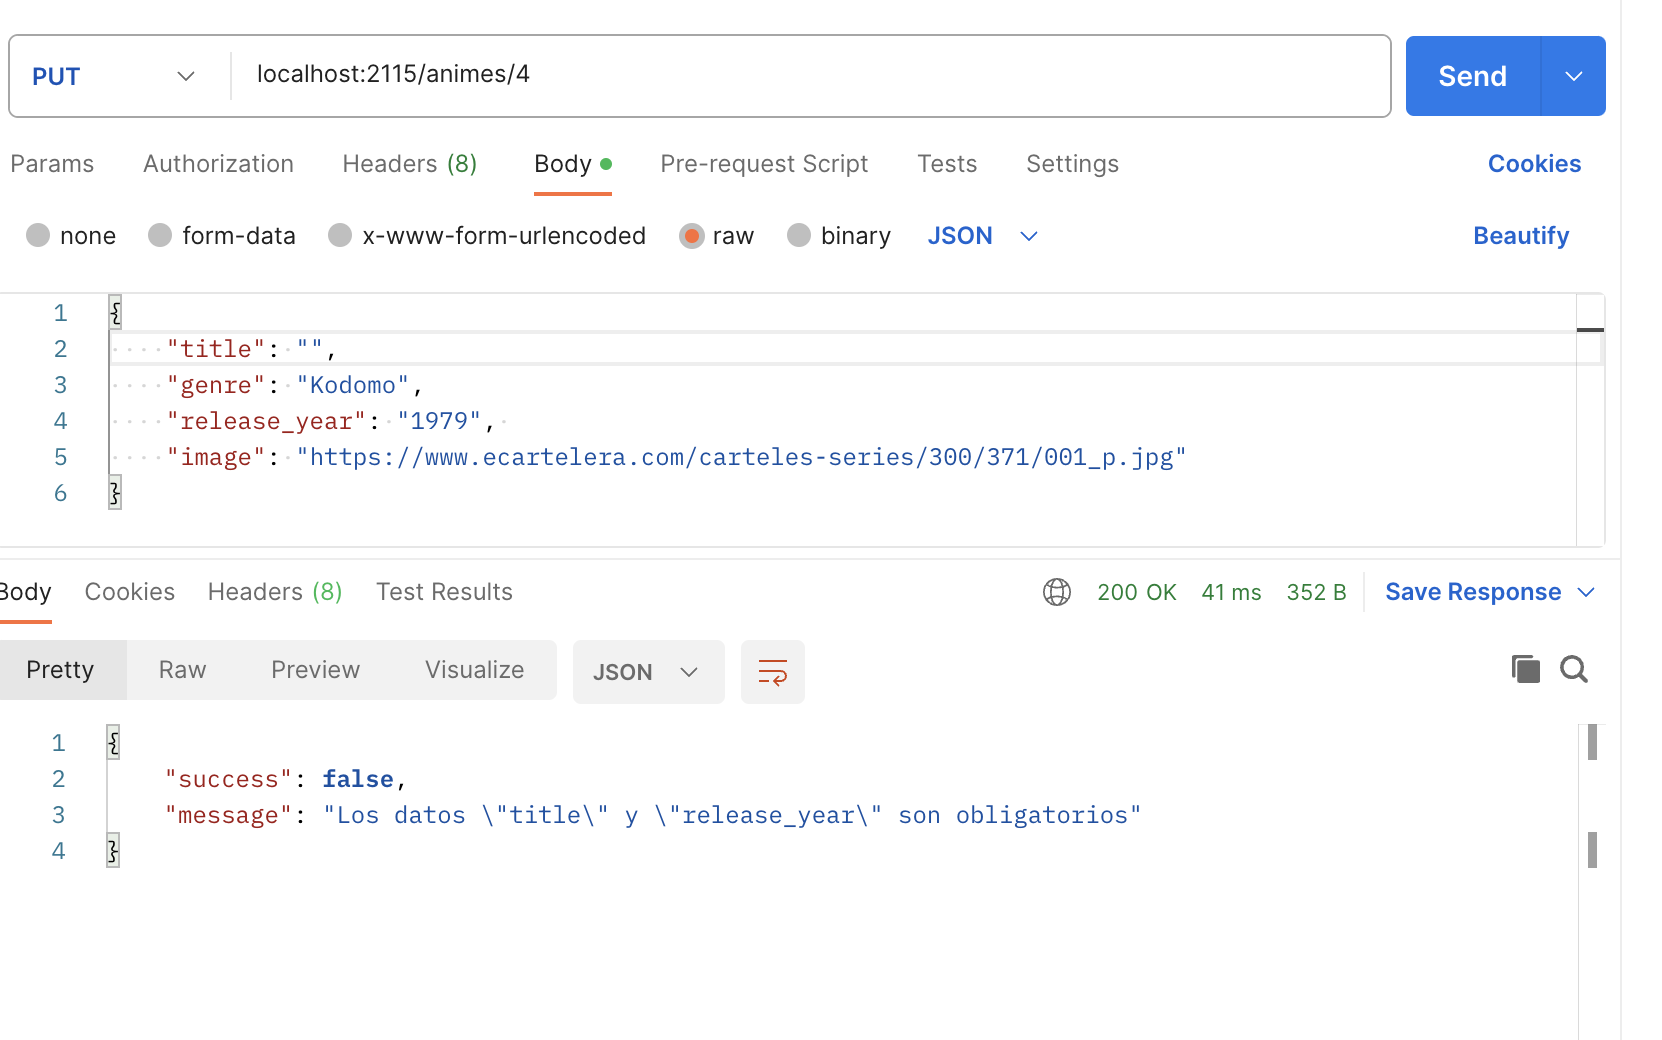 PUT localhost:2115/animes/4 Send
Params Authorization Headers (8) Body Pre-request Script Tests Settings Cookies
none form-data x-www-form-urlencoded raw binary JSON Beautify
1 {
2 "title": "",
3 "genre": "Kodomo",
4 "release_year": "1979",
5 "image": "https://www.ecartelera.com/carteles-series/300/371/001_p.jpg"
6 }
Body Cookies Headers (8) Test Results 200 OK 41 ms 352 B Save Response
Pretty Raw Preview Visualize JSON
1 {
2 "success": false,
3 "message": "Los datos \"title\" y \"release_year\" son obligatorios"
4 }